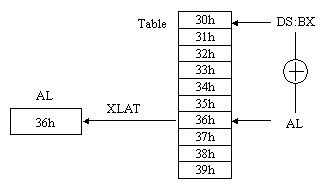 Table
30h
DS:BX
31h
32h
33h
34h
AL
XLAT
35h
36h
36h
AL
37h
38h
39h